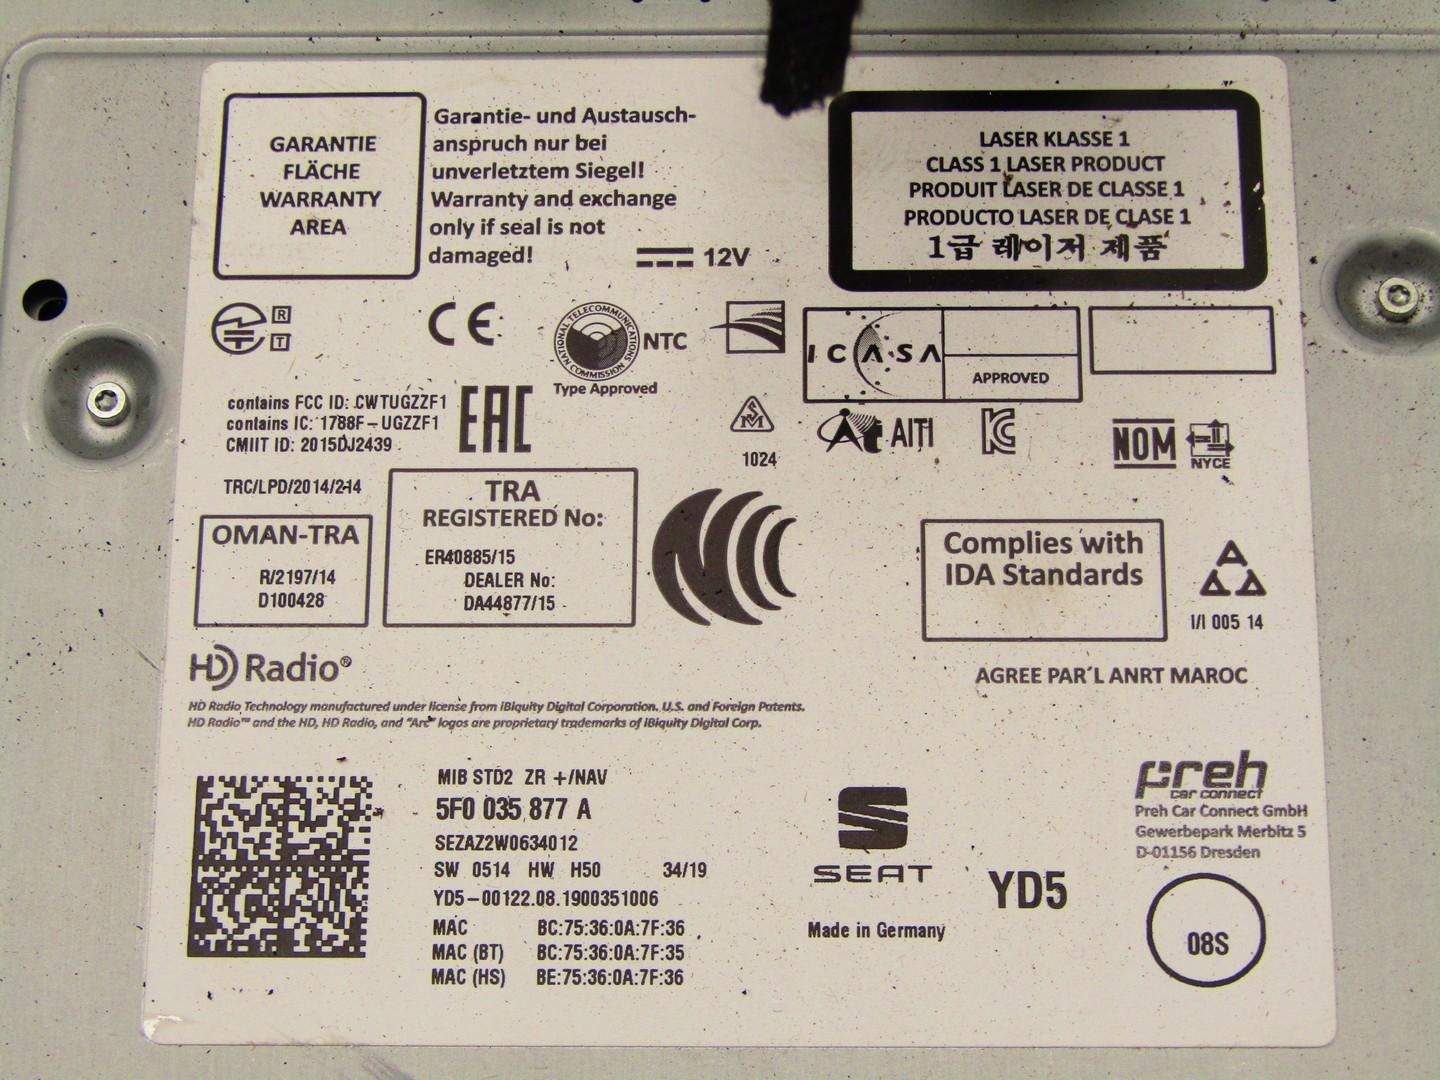 GARANTIE
FLÄCHE
WARRANTY
AREA
Garantie- und Austausch-
anspruch nur bei
unverletztem Siegel!
Warranty and exchange
only if seal is not
damaged!
12V
LASER KLASSE 1
CLASS 1 LASER PRODUCT
PRODUIT LASER DE CLASSE 1
PRODUCTO LASER DE CLASE 1
1급 레이저 제품
R
T
CE
NATIONAL TELECOMMUNICATIONS COMMISSION
NTC
Type Approved
ICASA
APPROVED
contains FCC ID: CWTUGZZF1
contains IC: 1788F-UGZZF1
CMIIT ID: 2015DJ2439
EAC
1024
AITI
NOM
NYCE
TRC/LPD/2014/214
OMAN-TRA
R/2197/14
D100428
TRA
REGISTERED No:
ER40885/15
DEALER No:
DA44877/15
Complies with
IDA Standards
I/I 005 14
HD Radio®
AGREE PAR´L ANRT MAROC
HD Radio Technology manufactured under license from iBiquity Digital Corporation. U.S. and Foreign Patents.
HD Radio™ and the HD, HD Radio, and "Arc" logos are proprietary trademarks of iBiquity Digital Corp.
MIB STD2 ZR +/NAV
5F0 035 877 A
SEZAZ2W0634012
SW 0514 HW H50 34/19
YD5-00122.08.1900351006
MAC BC:75:36:0A:7F:36
MAC (BT) BC:75:36:0A:7F:35
MAC (HS) BE:75:36:0A:7F:36
SEAT
Made in Germany
YD5
preh
car connect
Preh Car Connect GmbH
Gewerbepark Merbitz 5
D-01156 Dresden
08S